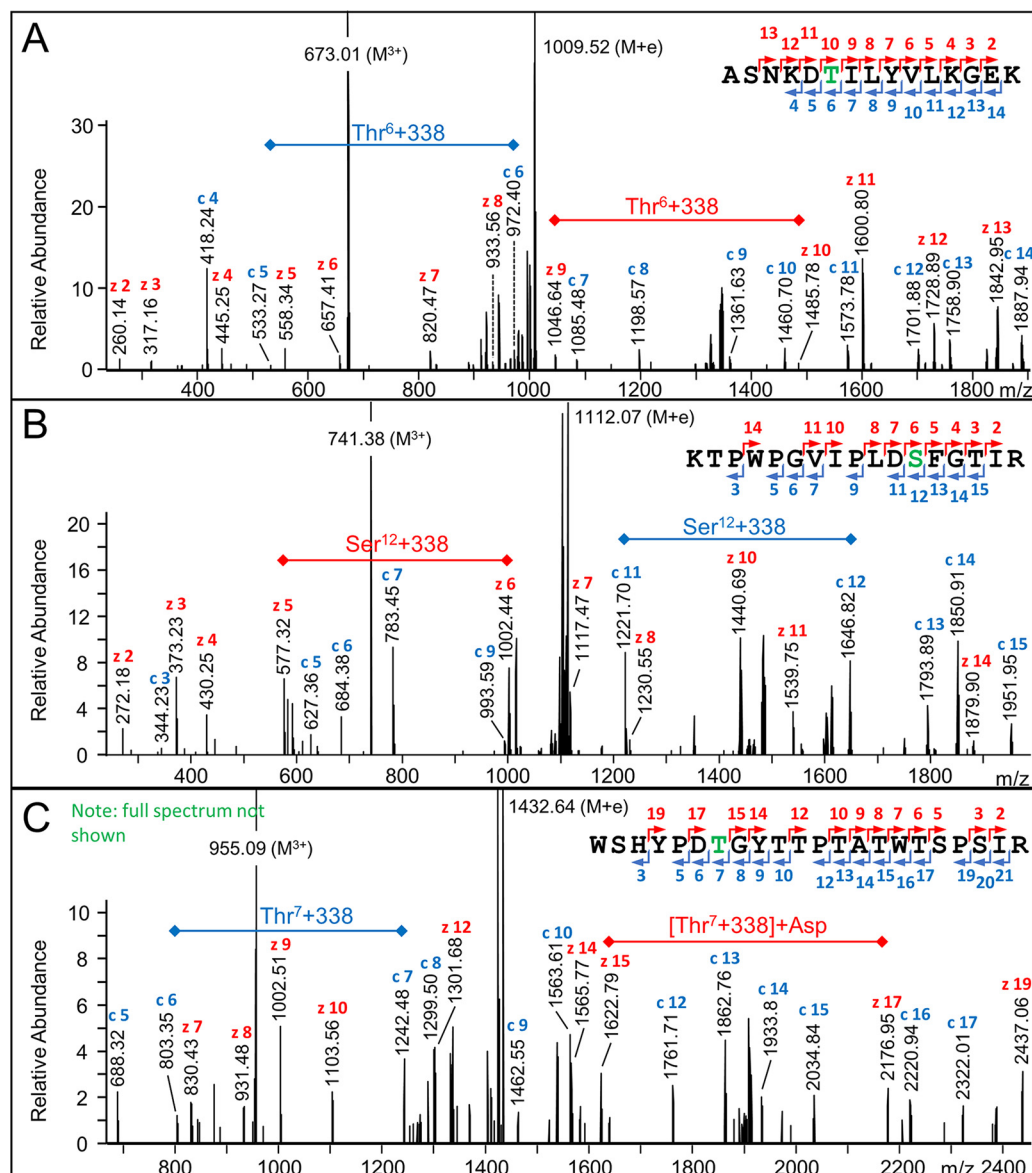 A
673.01 (M3+)
1009.52 (M+e)
13 12 11 10 9 8 7 6 5 4 3 2
ASNKDTILYVLKGEK
4 5 6 7 8 9 10 11 12 13 14
Relative Abundance
30
20
10
0
Thr6+338
Thr6+338
z 2
260.14
z 3
317.16
c 4
418.24
z 4
445.25
c 5
533.27
z 5
558.34
z 6
657.41
z 7
820.47
z 8
933.56
c 6
972.40
z 9
1046.64
c 7
1085.48
c 8
1198.57
c 9
1361.63
c 10
1460.70
z 10
1485.78
c 11
1573.78
z 11
1600.80
c 12
1701.88
z 12
1728.89
c 13
1758.90
z 13
1842.95
c 14
1887.94
400 600 800 1000 1200 1400 1600 1800 m/z
B
741.38 (M3+)
1112.07 (M+e)
14 11 10 8 7 6 5 4 3 2
KTPWPGVIPLDSFGTIR
3 5 6 7 9 11 12 13 14 15
Relative Abundance
20
16
12
8
4
0
Ser12+338
Ser12+338
z 2
272.18
c 3
344.23
z 3
373.23
z 4
430.25
z 5
577.32
c 5
627.36
c 6
684.38
c 7
783.45
c 9
993.59
z 6
1002.44
z 7
1117.47
c 11
1221.70
z 8
1230.55
z 10
1440.69
z 11
1539.75
c 12
1646.82
c 13
1793.89
c 14
1850.91
z 14
1879.90
c 15
1951.95
400 600 800 1000 1200 1400 1600 1800 m/z
C
Note: full spectrum not
shown
955.09 (M3+)
1432.64 (M+e)
19 17 15 14 12 10 9 8 7 6 5 3 2
WSHYPDTGYTTPTATWTSPSIR
3 5 6 7 8 9 10 12 13 14 15 16 17 19 20 21
Relative Abundance
10
8
6
4
2
0
Thr7+338
[Thr7+338]+Asp
c 5
688.32
c 6
803.35
z 7
830.43
z 8
931.48
z 9
1002.51
z 10
1103.56
c 7
1242.48
c 8
1299.50
z 12
1301.68
c 9
1462.55
c 10
1563.61
z 14
1565.77
z 15
1622.79
c 12
1761.71
c 13
1862.76
c 14
1933.8
c 15
2034.84
z 17
2176.95
c 16
2220.94
c 17
2322.01
z 19
2437.06
800 1000 1200 1400 1600 1800 2000 2200 m/z 2400